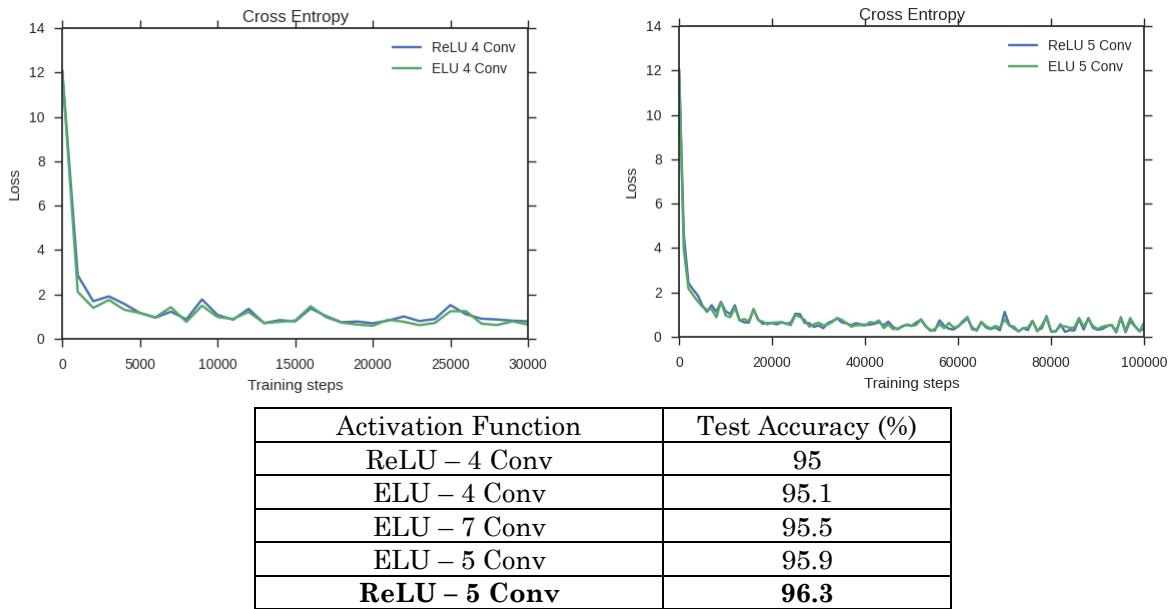 Cross Entropy
14
12
10
8
6
4
2
0
Loss
ReLU 4 Conv
ELU 4 Conv
0 5000 10000 15000 20000 25000 30000
Training steps
Cross Entropy
14
12
10
8
6
4
2
0
Loss
ReLU 5 Conv
ELU 5 Conv
0 20000 40000 60000 80000 100000
Training steps
Activation Function Test Accuracy (%)
ReLU – 4 Conv 95
ELU – 4 Conv 95.1
ELU – 7 Conv 95.5
ELU – 5 Conv 95.9
ReLU – 5 Conv 96.3